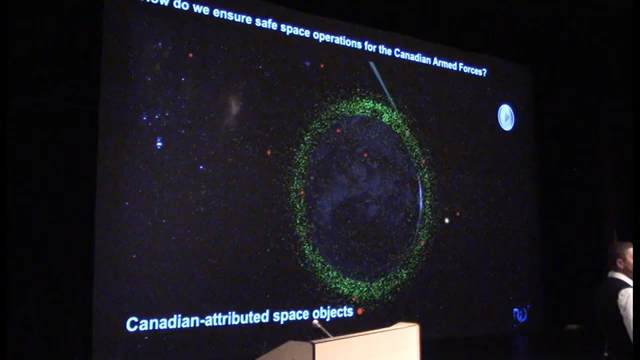 How do we ensure safe space operations for the Canadian Armed Forces?
Canadian-attributed space objects